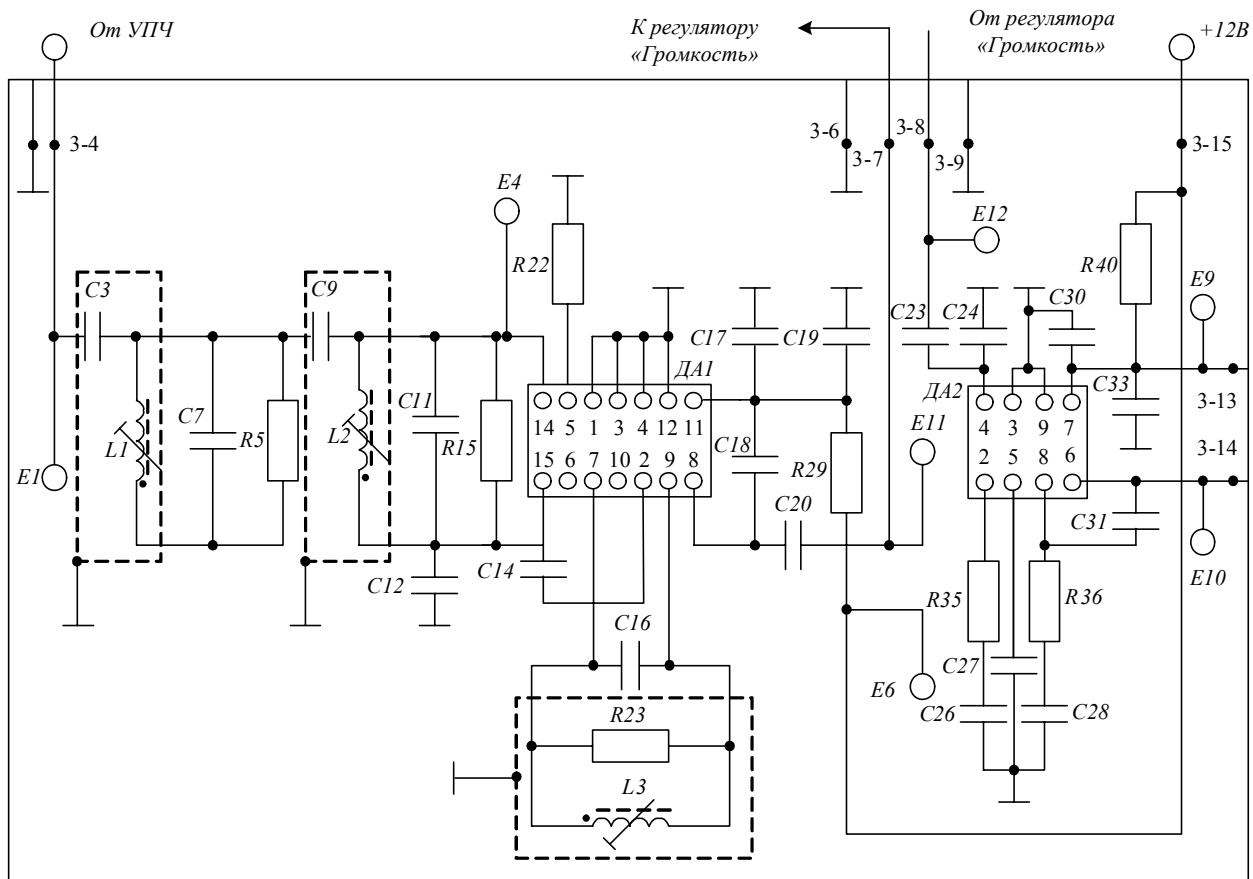 От УПЧ
К регулятору
«Громкость»
От регулятора
«Громкость»
+12В
3-4
3-6
3-7
3-8
3-9
3-15
E4
E12
R22
R40
E9
C3
C9
C17
C19
C23
C24
C30
ДА1
ДА2
C33
3-13
C7
R5
L1
L2
C11
R15
14 5 1 3 4 12 11
15 6 7 10 2 9 8
C18
R29
E11
4 3 9 7
2 5 8 6
3-14
E1
C20
C31
C12
C14
E10
R35
R36
C16
C27
E6
C26
C28
R23
L3